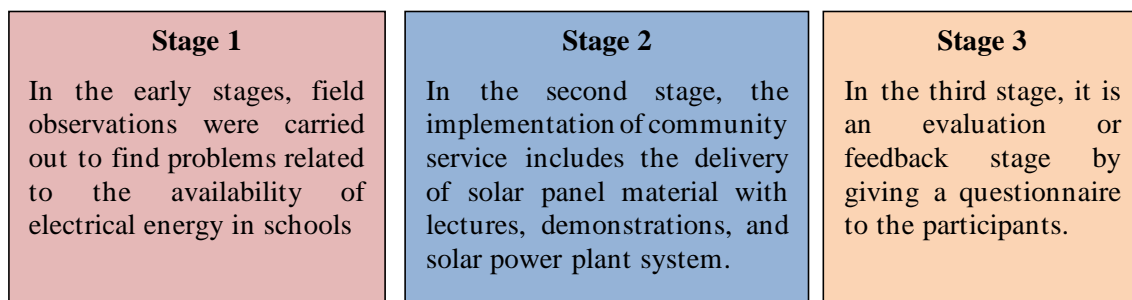 Stage 1
In the early stages, field
observations were carried
out to find problems related
to the availability of
electrical energy in schools
Stage 2
In the second stage, the
implementation of community
service includes the delivery
of solar panel material with
lectures, demonstrations, and
solar power plant system.
Stage 3
In the third stage, it is
an evaluation or
feedback stage by
giving a questionnaire
to the participants.